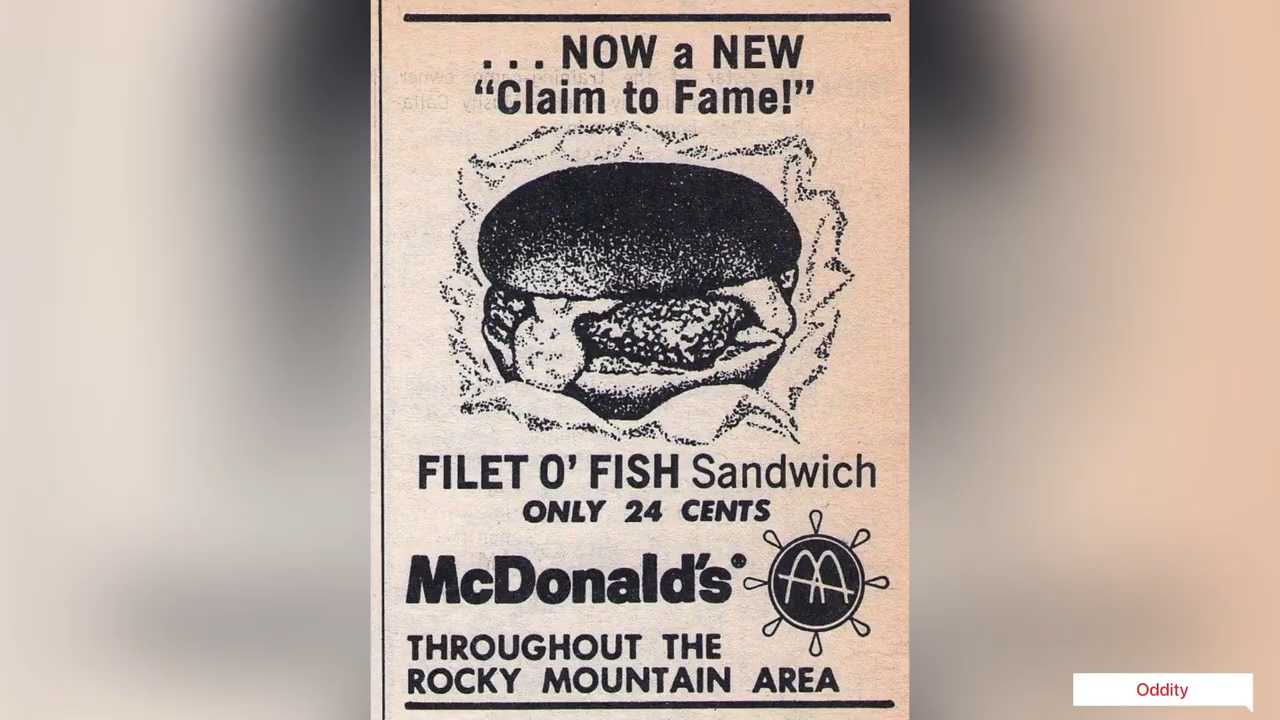 . . . NOW a NEW
“Claim to Fame!”
FILET O’ FISH Sandwich
ONLY 24 CENTS
McDonald’s®
THROUGHOUT THE
ROCKY MOUNTAIN AREA
Oddity